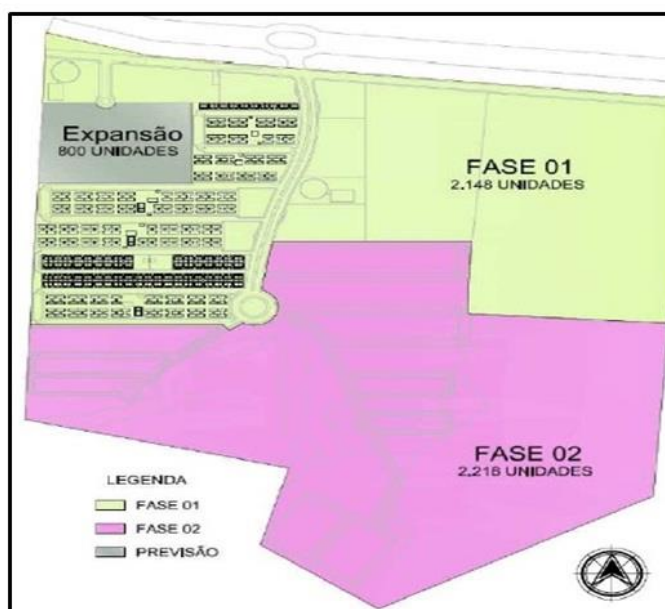 Expansão
800 UNIDADES
FASE 01
2.148 UNIDADES
FASE 02
2.218 UNIDADES
LEGENDA
FASE 01
FASE 02
PREVISÃO